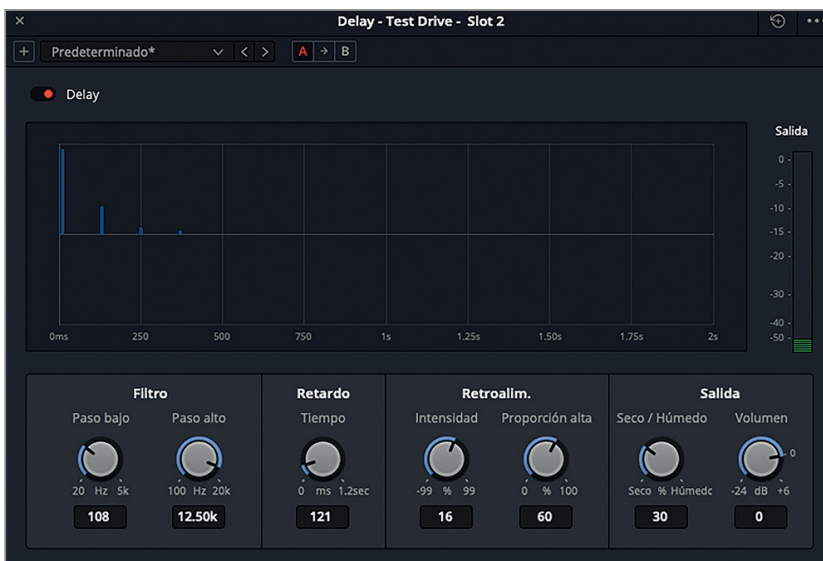 Delay - Test Drive - Slot 2
Predeterminado*
A B
Delay
Salida
0
-5
-10
-15
-20
-30
-40
-50
0ms 250 500 750 1s 1.25s 1.50s 1.75s 2s
Filtro Retardo Retroalim. Salida
Paso bajo Paso alto Tiempo Intensidad Proporción alta Seco / Húmedo Volumen
0
20 Hz 5k 100 Hz 20k 0 ms 1.2sec -99 % 99 0 % 100 Seco % Húmedc -24 dB +6
108 12.50k 121 16 60 30 0